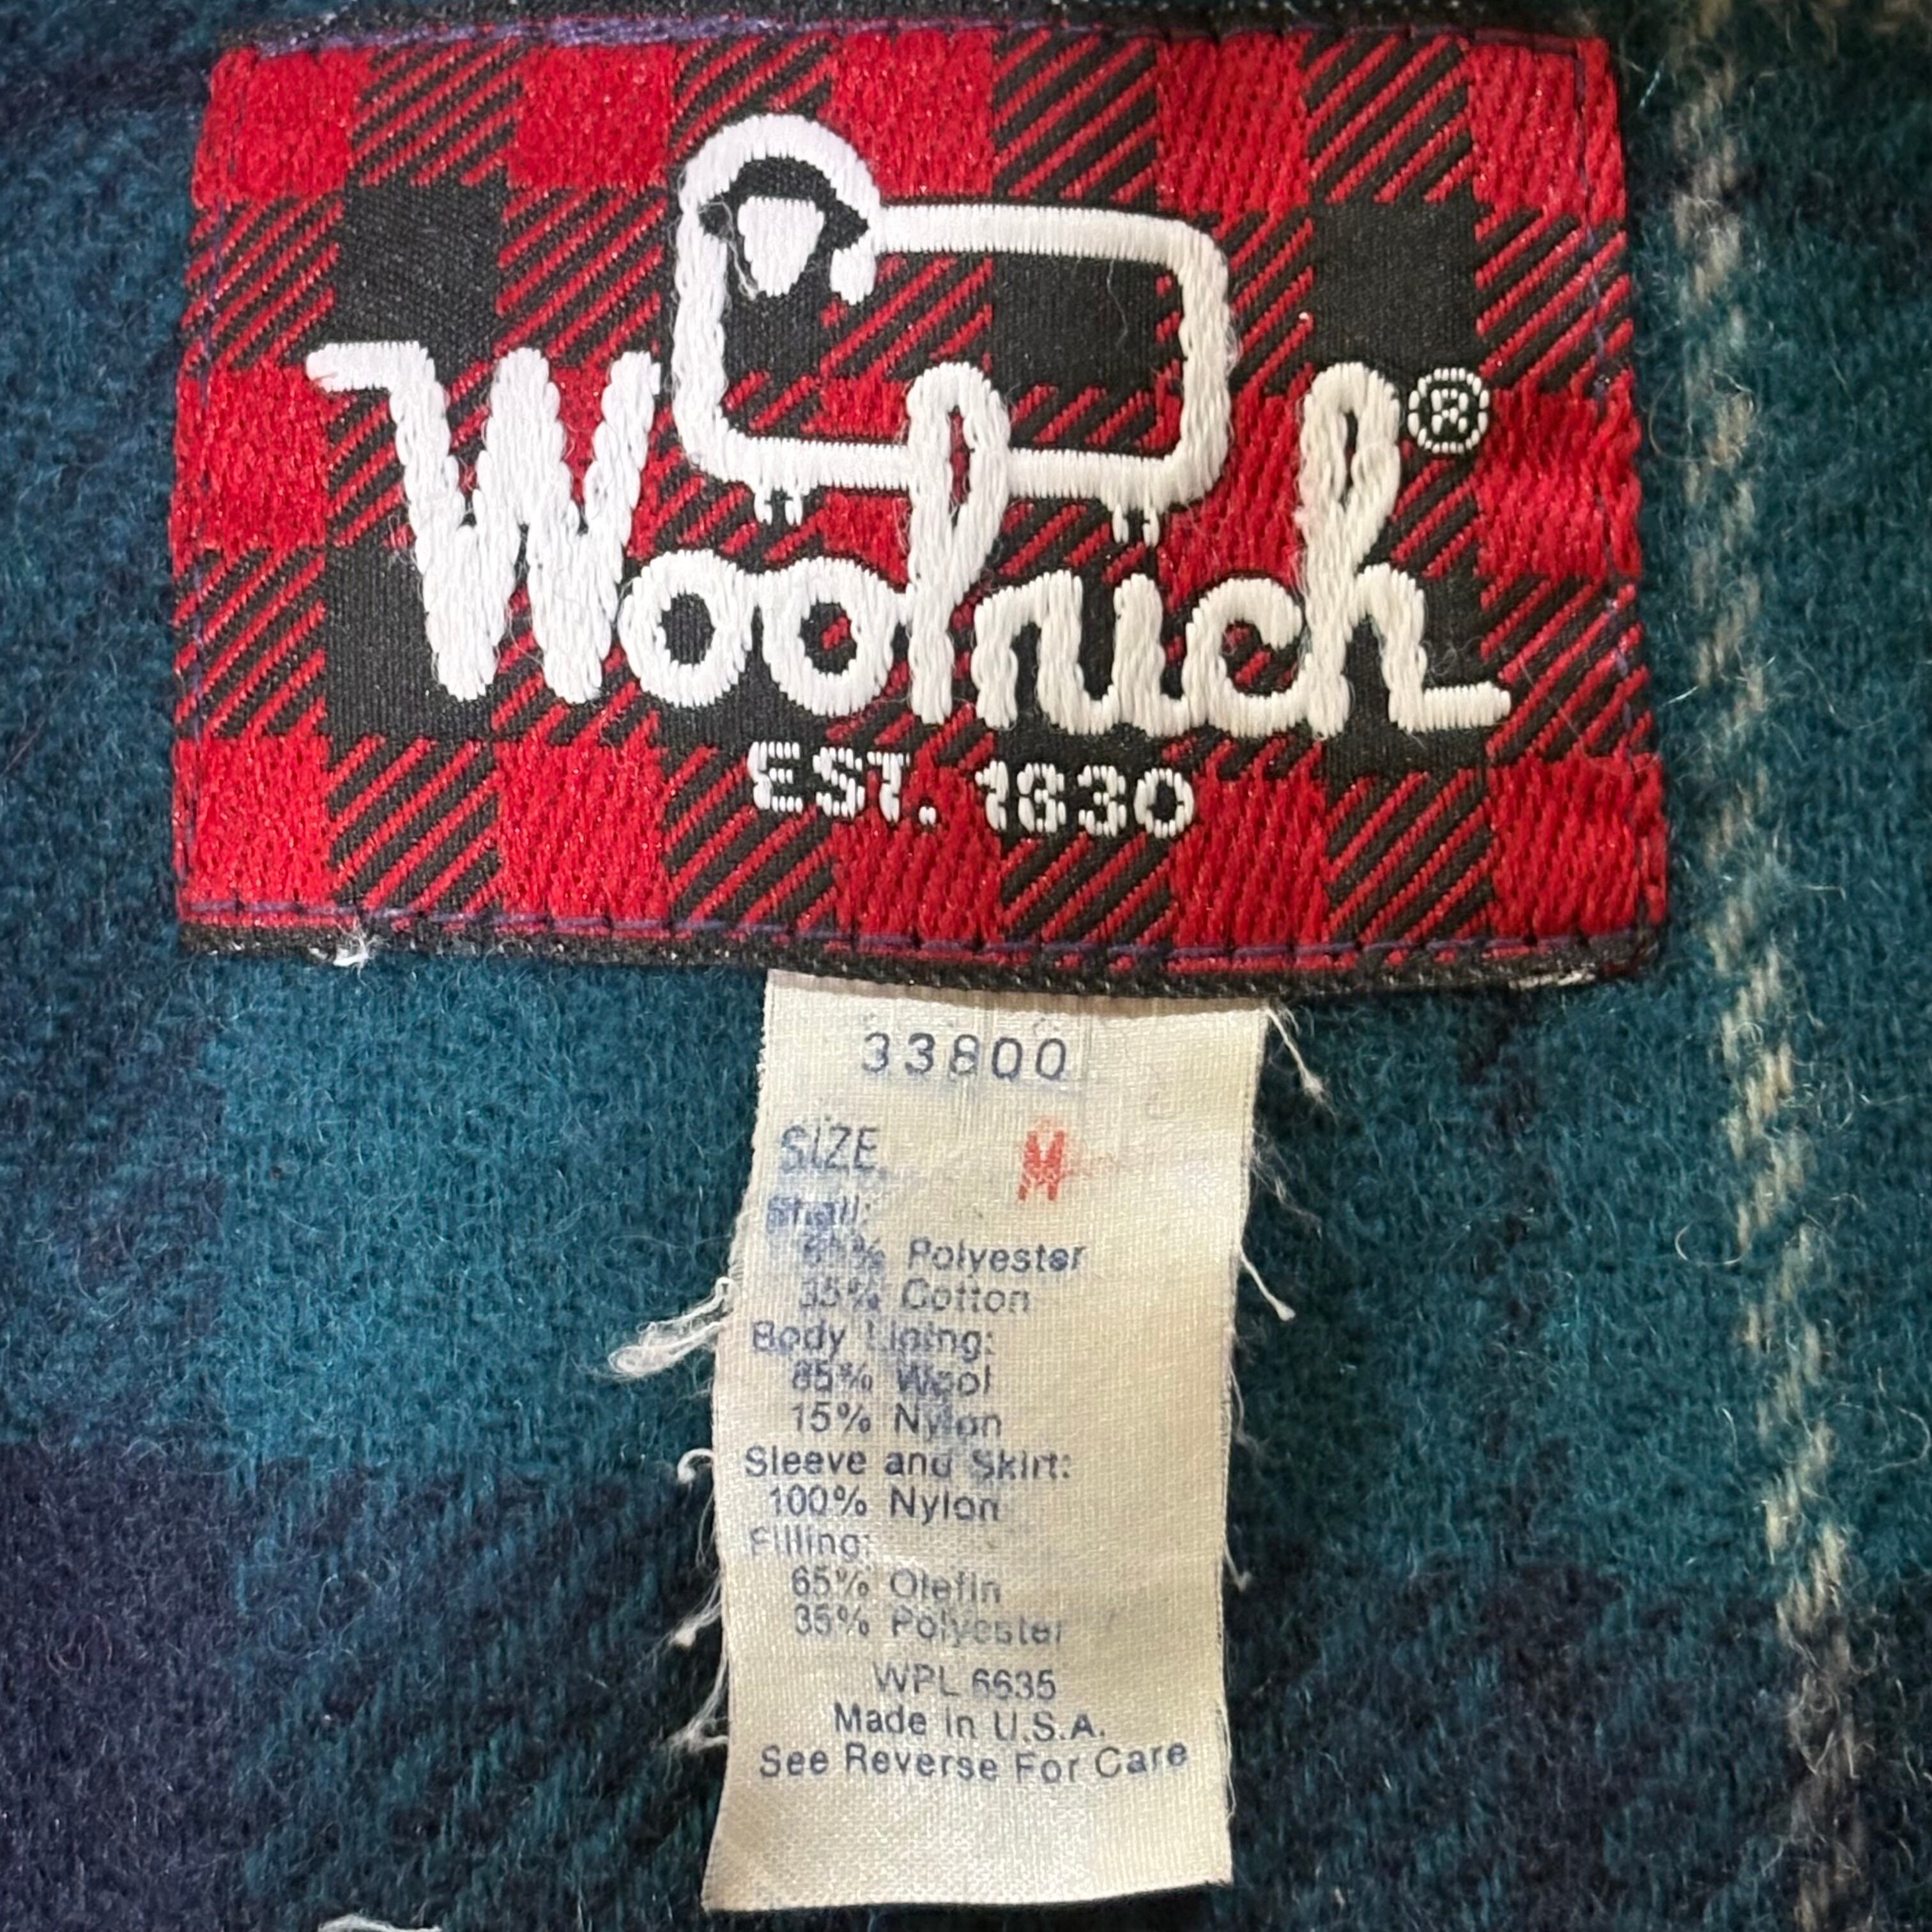 Woolrich®
EST. 1830
33800
SIZE M
Shell:
65% Polyester
35% Cotton
Body Lining:
85% Wool
15% Nylon
Sleeve and Skirt:
100% Nylon
Filling:
65% Olefin
35% Polyester
WPL 6635
Made in U.S.A.
See Reverse For Care